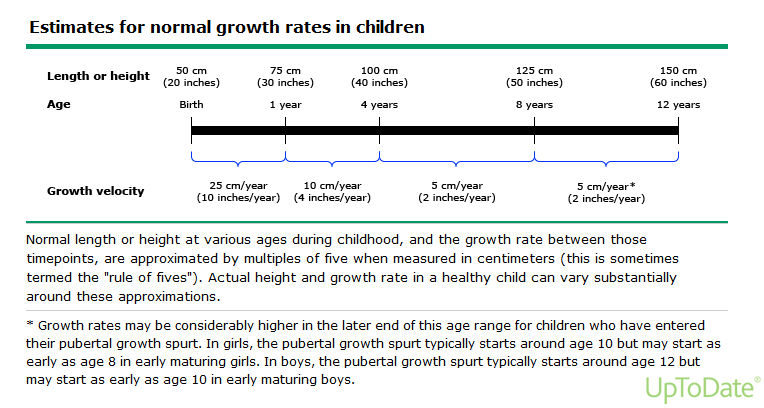 Estimates for normal growth rates in children
Length or height 50 cm (20 inches) 75 cm (30 inches) 100 cm (40 inches) 125 cm (50 inches) 150 cm (60 inches)
Age Birth 1 year 4 years 8 years 12 years
Growth velocity 25 cm/year (10 inches/year) 10 cm/year (4 inches/year) 5 cm/year (2 inches/year) 5 cm/year* (2 inches/year)
Normal length or height at various ages during childhood, and the growth rate between those
timepoints, are approximated by multiples of five when measured in centimeters (this is sometimes
termed the "rule of fives"). Actual height and growth rate in a healthy child can vary substantially
around these approximations.
* Growth rates may be considerably higher in the later end of this age range for children who have entered
their pubertal growth spurt. In girls, the pubertal growth spurt typically starts around age 10 but may start as
early as age 8 in early maturing girls. In boys, the pubertal growth spurt typically starts around age 12 but
may start as early as age 10 in early maturing boys.
UpToDate®